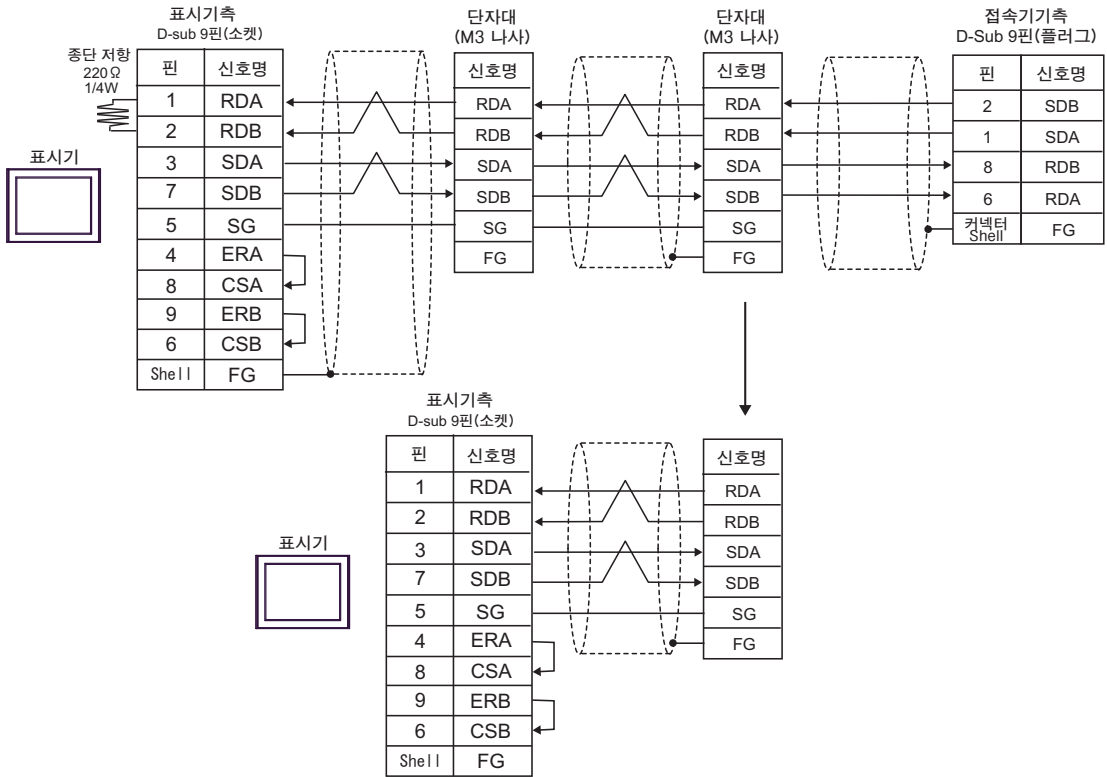 표시기측
D-sub 9핀(소켓)
종단 저항
220Ω
1/4W
핀 신호명
1 RDA
2 RDB
3 SDA
7 SDB
5 SG
4 ERA
8 CSA
9 ERB
6 CSB
Shell FG
표시기
단자대
(M3 나사)
신호명
RDA
RDB
SDA
SDB
SG
FG
단자대
(M3 나사)
신호명
RDA
RDB
SDA
SDB
SG
FG
접속기기측
D-Sub 9핀(플러그)
핀 신호명
2 SDB
1 SDA
8 RDB
6 RDA
커넥터
Shell FG
표시기측
D-sub 9핀(소켓)
핀 신호명
1 RDA
2 RDB
3 SDA
7 SDB
5 SG
4 ERA
8 CSA
9 ERB
6 CSB
Shell FG
표시기
신호명
RDA
RDB
SDA
SDB
SG
FG